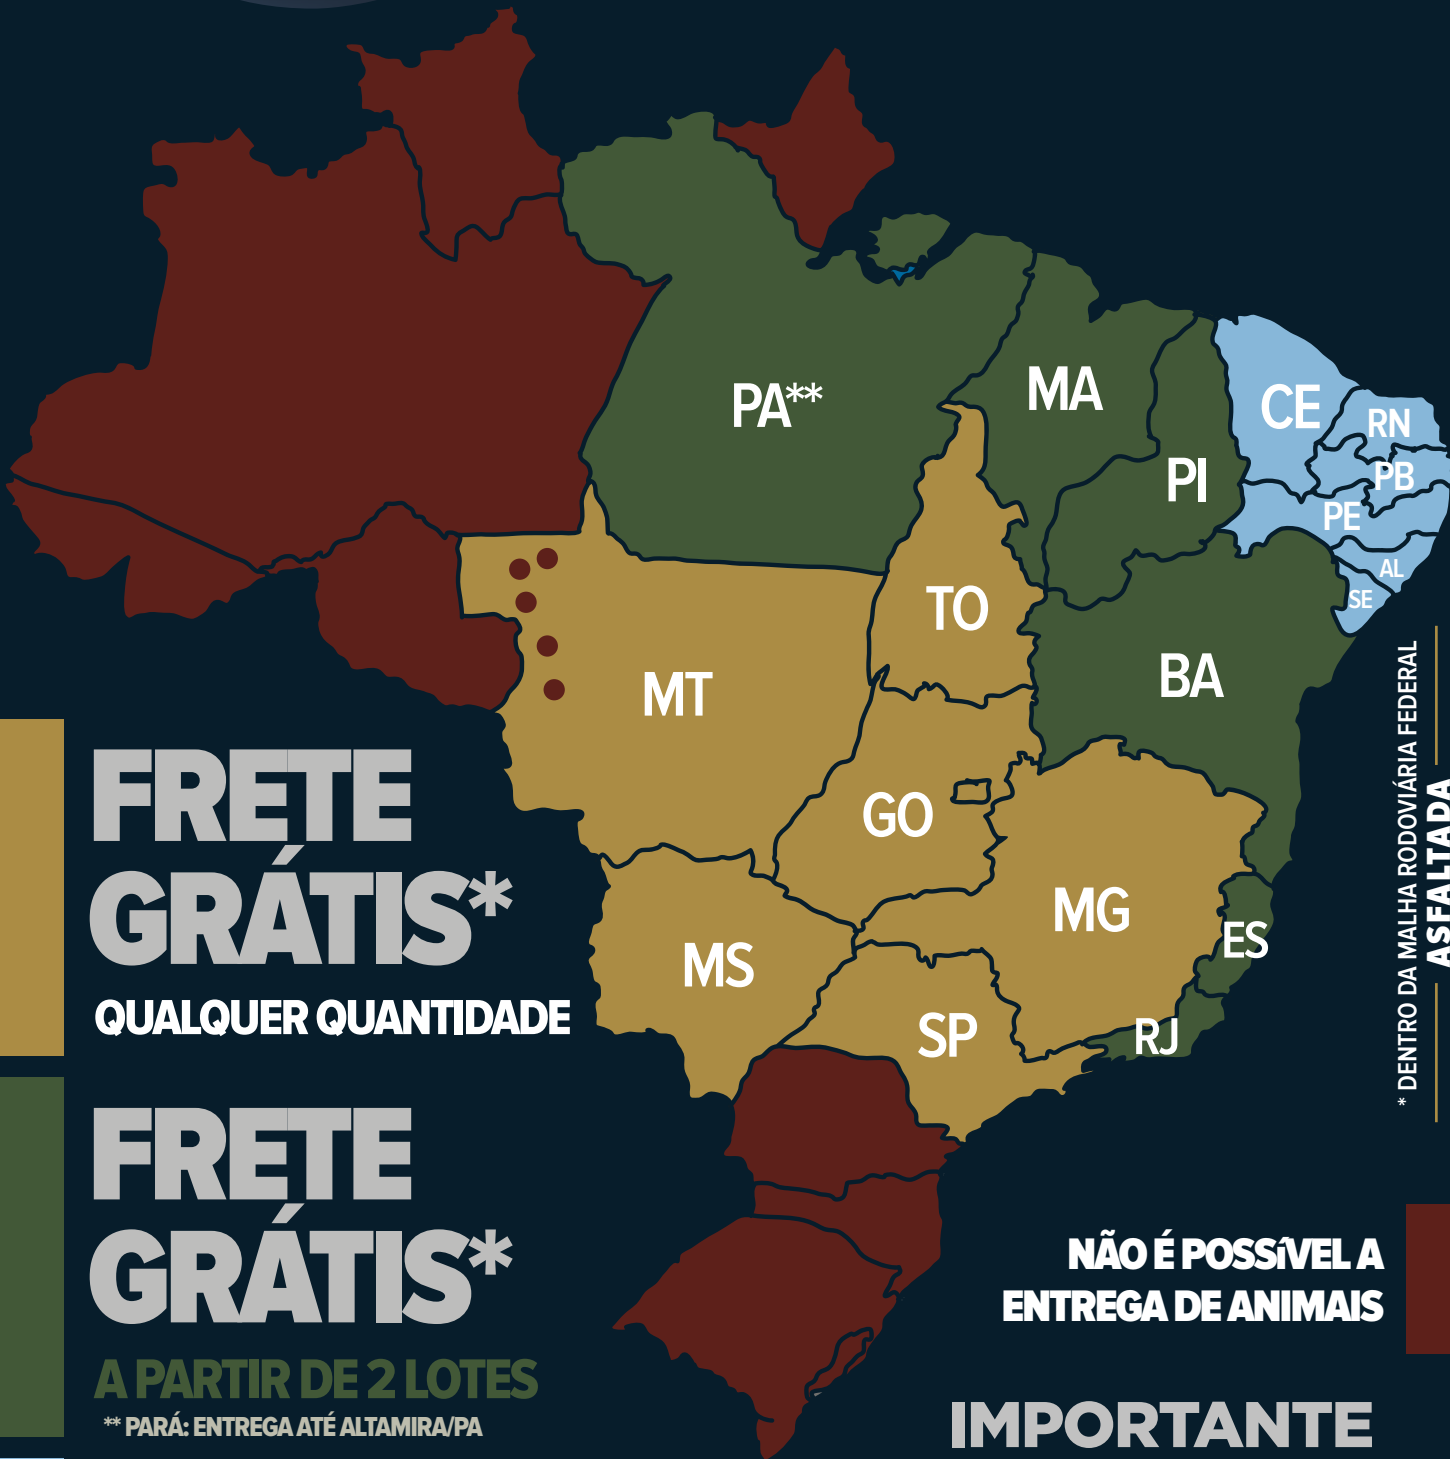 PA**
MA
CE
RN
PI
PB
PE
AL
SE
TO
BA
MT
GO
MG
ES
MS
SP
RJ
FRETE
GRÁTIS*
QUALQUER QUANTIDADE
FRETE
GRÁTIS*
A PARTIR DE 2 LOTES
** PARÁ: ENTREGA ATÉ ALTAMIRA/PA
* DENTRO DA MALHA RODOVIÁRIA FEDERAL
ASFALTADA
NÃO É POSSíVEL A
ENTREGA DE ANIMAIS
IMPORTANTE